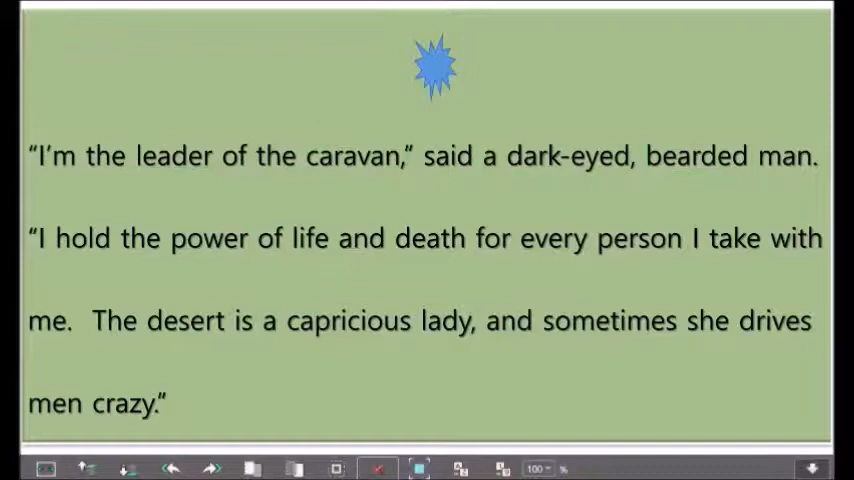 “I’m the leader of the caravan,” said a dark-eyed, bearded man.
“I hold the power of life and death for every person I take with
me.  The desert is a capricious lady, and sometimes she drives
men crazy.“
100 %